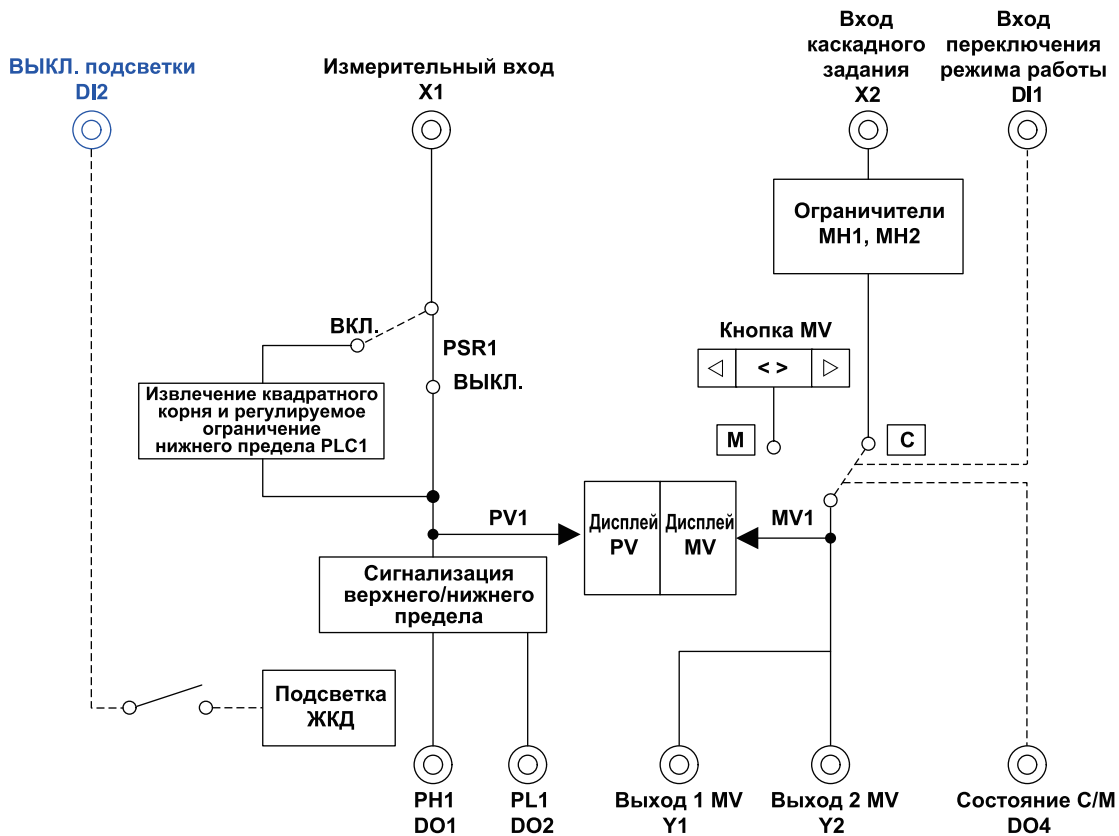 ВЫКЛ. подсветки
DI2
Измерительный вход
X1
Вход
каскадного
задания
X2
Вход
переключения
режима работы
DI1
Ограничители
MH1, MH2
ВКЛ.
PSR1
ВЫКЛ.
Кнопка MV
< >
Извлечение квадратного
корня и регулируемое
ограничение
нижнего предела PLC1
M
C
PV1
Дисплей
PV
Дисплей
MV
MV1
Сигнализация
верхнего/нижнего
предела
Подсветка
ЖКД
PH1
DO1
PL1
DO2
Выход 1 MV
Y1
Выход 2 MV
Y2
Состояние C/M
DO4